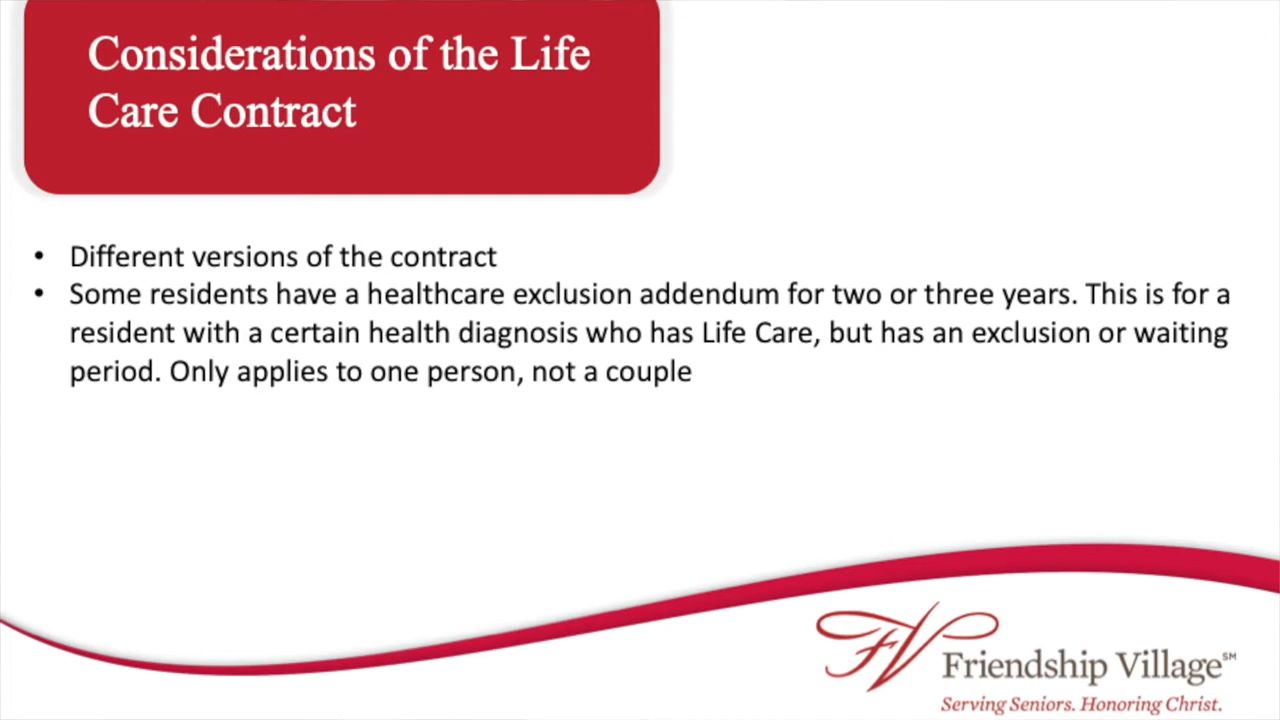 Considerations of the Life
Care Contract
• Different versions of the contract
• Some residents have a healthcare exclusion addendum for two or three years. This is for a
resident with a certain health diagnosis who has Life Care, but has an exclusion or waiting
period. Only applies to one person, not a couple
FV
Friendship Village℠
Serving Seniors. Honoring Christ.